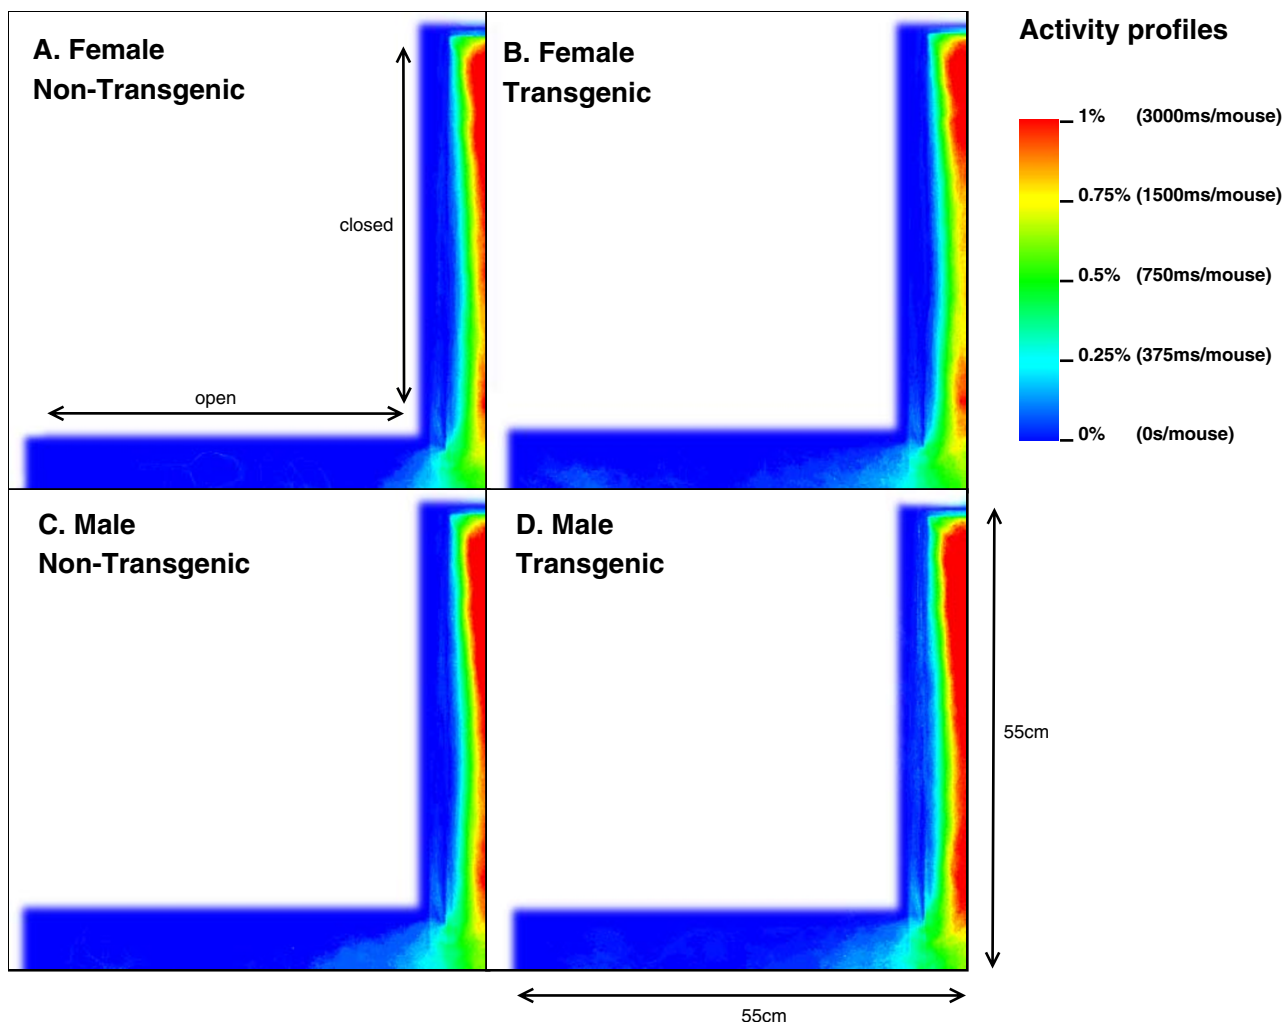 Activity profiles
A. Female
Non-Transgenic
B. Female
Transgenic
closed
open
1% (3000ms/mouse)
0.75% (1500ms/mouse)
0.5% (750ms/mouse)
0.25% (375ms/mouse)
0% (0s/mouse)
C. Male
Non-Transgenic
D. Male
Transgenic
55cm
55cm